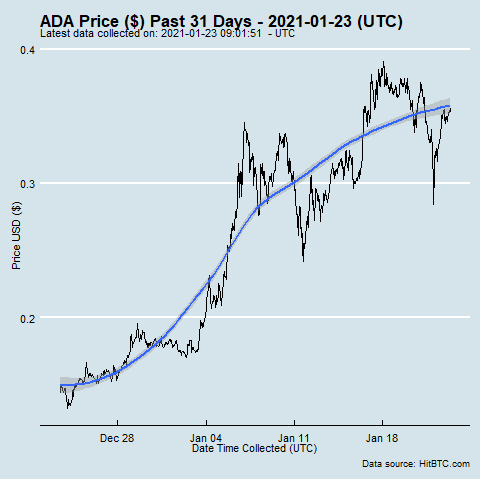 ADA Price ($) Past 31 Days - 2021-01-23 (UTC)
Latest data collected on: 2021-01-23 09:01:51  - UTC
0.4
0.3
0.2
Price USD ($)
Dec 28
Jan 04
Jan 11
Jan 18
Date Time Collected (UTC)
Data source: HitBTC.com